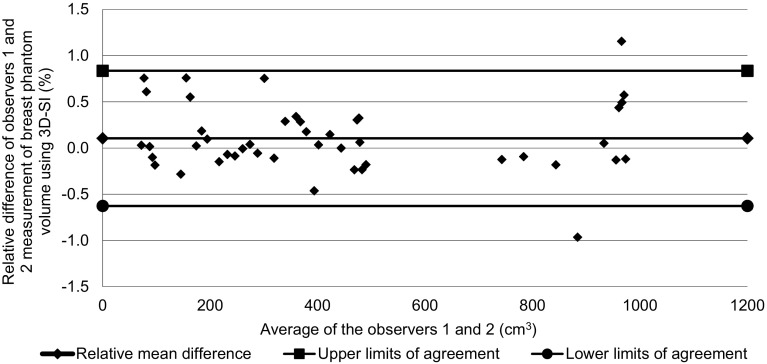 Relative difference of observers 1 and
2 measurement of breast phantom
volume using 3D-SI (%)
1.5
1.0
0.5
0.0
-0.5
-1.0
-1.5
0 200 400 600 800 1000 1200
Average of the observers 1 and 2 (cm³)
Relative mean difference Upper limits of agreement Lower limits of agreement